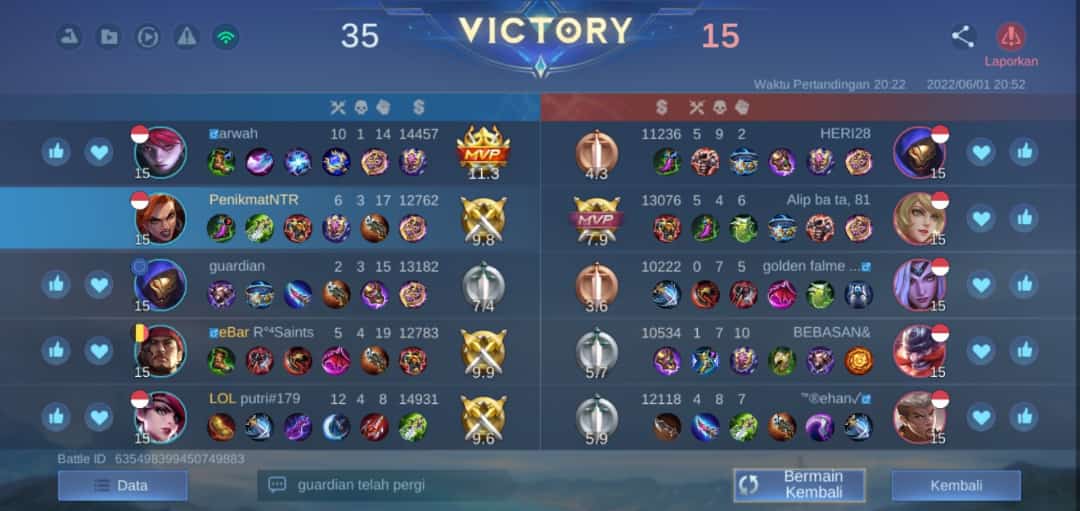 35 VICTORY 15
Laporkan
Waktu Pertandingan 20:22 2022/06/01 20:52
arwah 10 1 14 14457 MVP 11.3
15
4.3 11236 5 9 2 HERI28
15
PenikmatNTR 6 3 17 12762 9.8
15
MVP 7.9 13076 5 4 6 Alip ba ta, 81
15
guardian 2 3 15 13182 7.4
15
3.6 10222 0 7 5 golden falme ...
15
eBar R°⁴Saints 5 4 19 12783 9.9
15
5.7 10534 1 7 10 BEBASAN&
15
LOL putri#179 12 4 8 14931 9.6
15
5.9 12118 4 8 7 ™®ehan✓
15
Battle ID 635498399450749883
Data
guardian telah pergi
Bermain
Kembali
Kembali